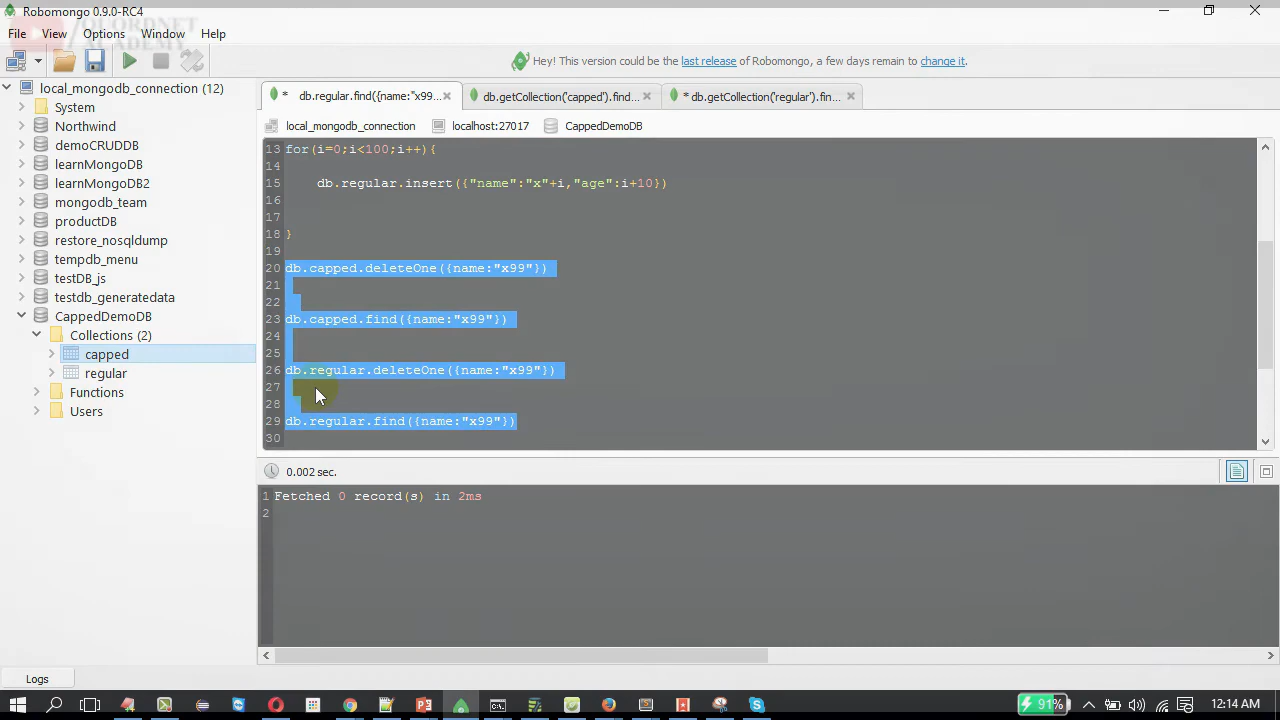 Robomongo 0.9.0-RC4
QUORDNET
ACADEMY
File View Options Window Help
Hey! This version could be the last release of Robomongo, a few days remain to change it.
local_mongodb_connection (12)
System
Northwind
demoCRUDDB
learnMongoDB
learnMongoDB2
mongodb_team
productDB
restore_nosqldump
tempdb_menu
testDB_js
testdb_generatedata
CappedDemoDB
Collections (2)
capped
regular
Functions
Users
* db.regular.find({name:"x99... db.getCollection('capped').find... * db.getCollection('regular').fin...
local_mongodb_connection localhost:27017 CappedDemoDB
13 for(i=0;i<100;i++){
14
15 db.regular.insert({"name":"x"+i,"age":i+10})
16
17
18 }
19
20 db.capped.deleteOne({name:"x99"})
21
22
23 db.capped.find({name:"x99"})
24
25
26 db.regular.deleteOne({name:"x99"})
27
28
29 db.regular.find({name:"x99"})
30
0.002 sec.
1 Fetched 0 record(s) in 2ms
2
Logs
91% 12:14 AM